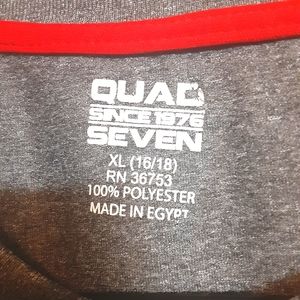 QUAD
SINCE 1976
SEVEN
XL (16/18)
RN 36753
100% POLYESTER
MADE IN EGYPT